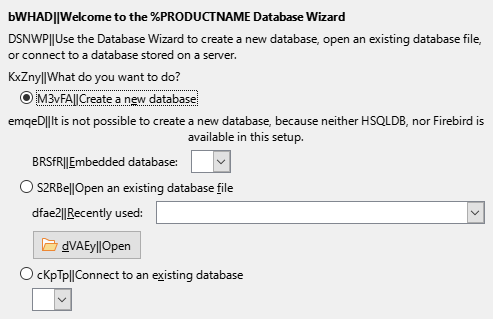 bWHAD||Welcome to the %PRODUCTNAME Database Wizard
DSNWP||Use the Database Wizard to create a new database, open an existing database file,
or connect to a database stored on a server.
KxZny||What do you want to do?
M3vFA||Create a new database
emqeD||It is not possible to create a new database, because neither HSQLDB, nor Firebird is
available in this setup.
BRSfR||Embedded database:
S2RBe||Open an existing database file
dfae2||Recently used:
dVAEy||Open
cKpTp||Connect to an existing database